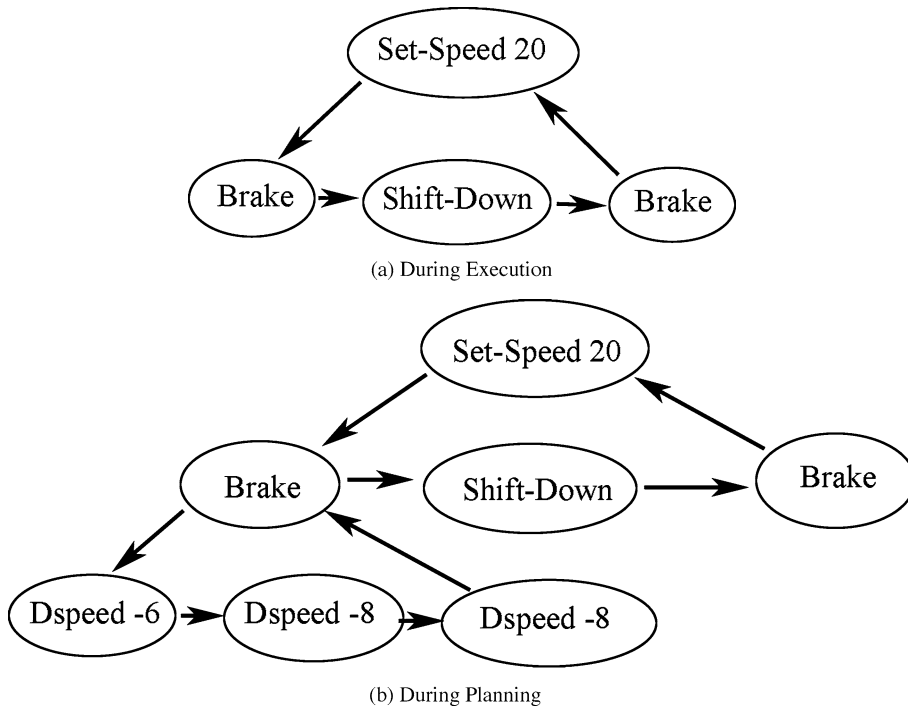 Set-Speed 20
Brake
Shift-Down
Brake
(a) During Execution
Set-Speed 20
Brake
Shift-Down
Brake
Dspeed -6
Dspeed -8
Dspeed -8
(b) During Planning